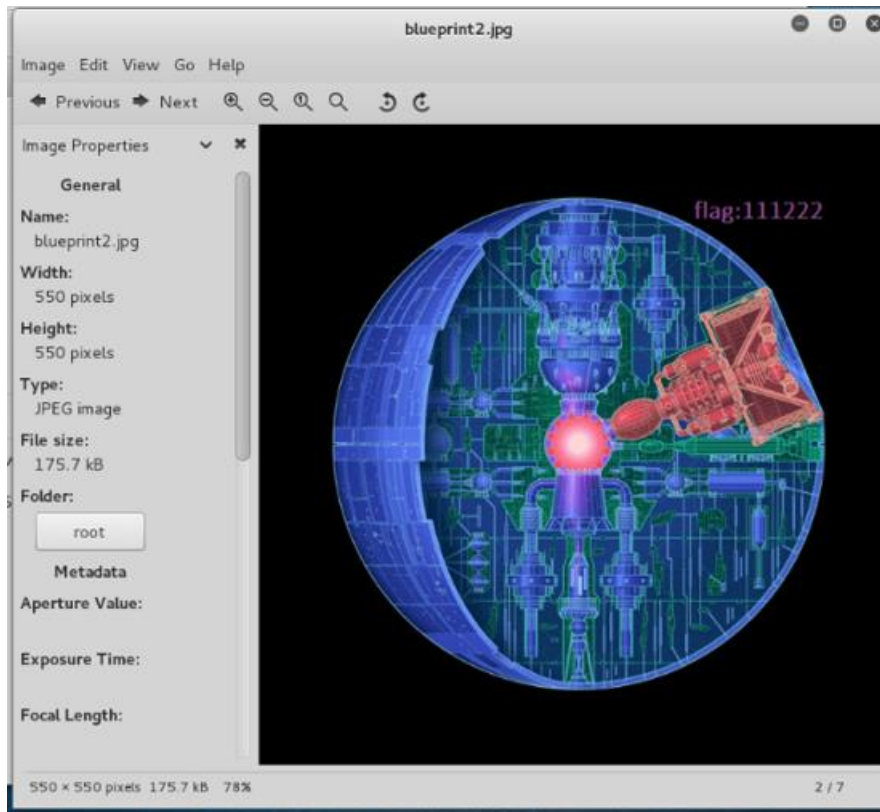 blueprint2.jpg
Image Edit View Go Help
Previous Next
Image Properties
General
Name:
blueprint2.jpg
Width:
550 pixels
Height:
550 pixels
Type:
JPEG image
File size:
175.7 kB
Folder:
root
Metadata
Aperture Value:
Exposure Time:
Focal Length:
flag:111222
550 × 550 pixels 175.7 kB 78%
2 / 7